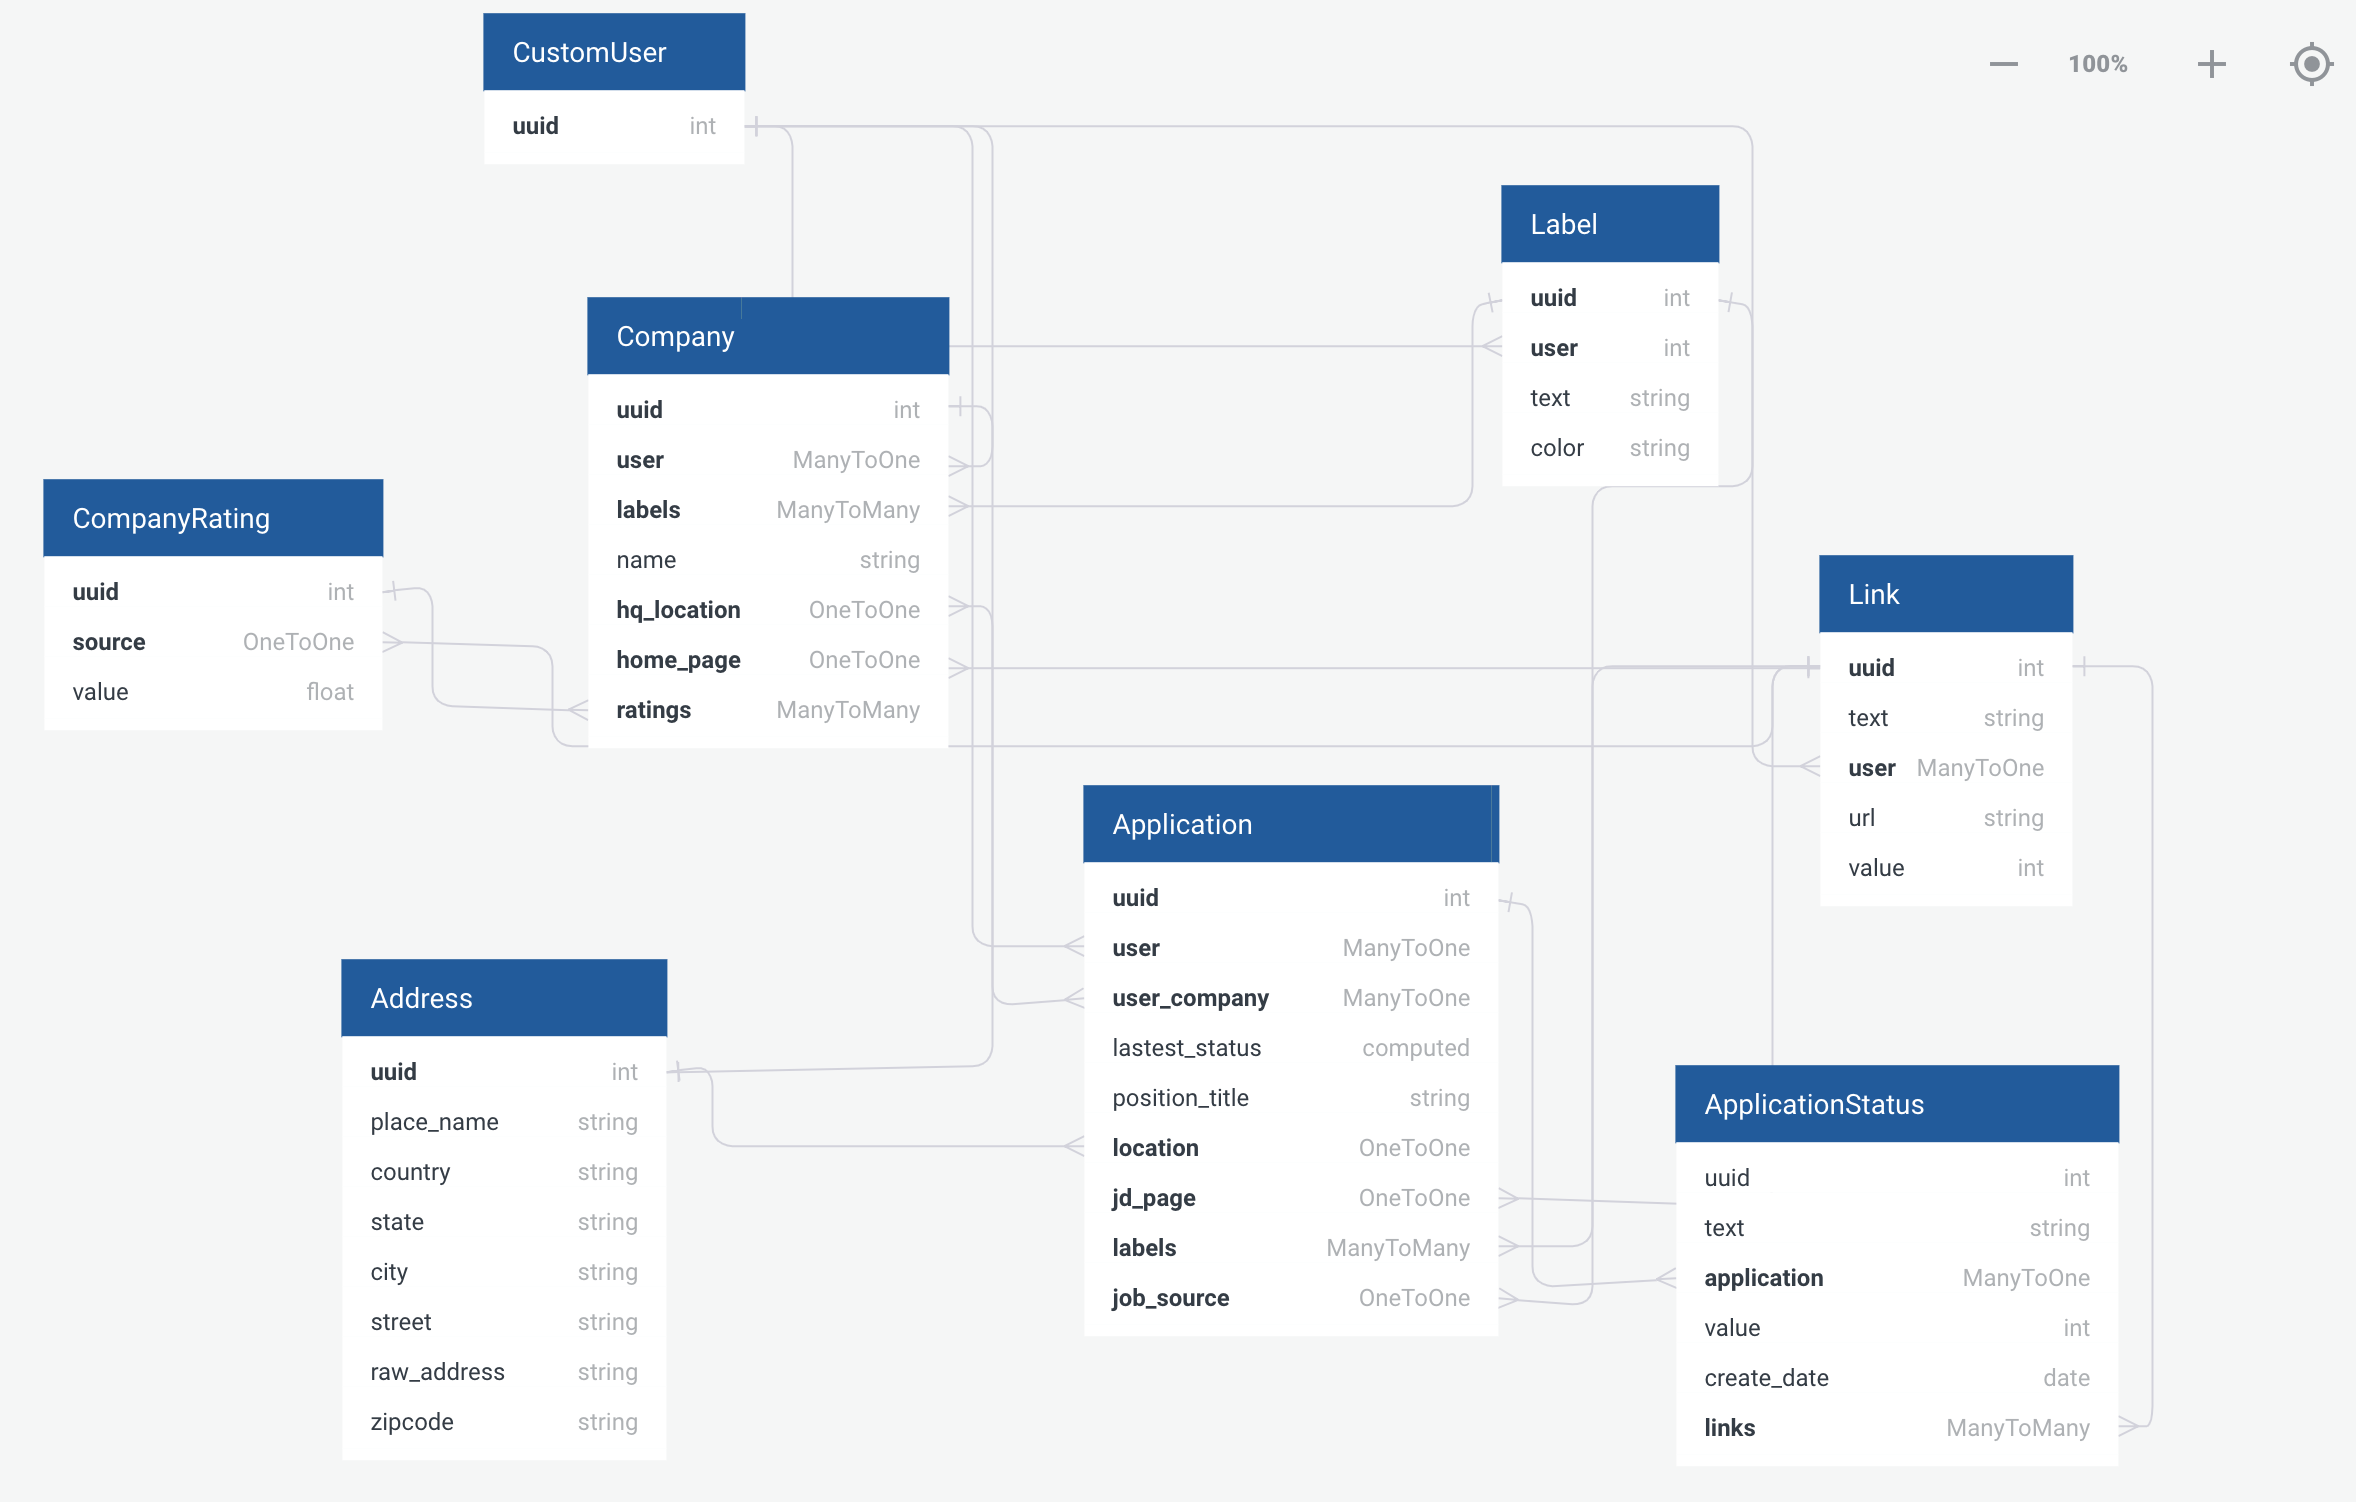 CustomUser
uuid int
100%
Label
uuid int
user int
text string
color string
Company
uuid int
user ManyToOne
labels ManyToMany
name string
hq_location OneToOne
home_page OneToOne
ratings ManyToMany
CompanyRating
uuid int
source OneToOne
value float
Link
uuid int
text string
user ManyToOne
url string
value int
Application
uuid int
user ManyToOne
user_company ManyToOne
lastest_status computed
position_title string
location OneToOne
jd_page OneToOne
labels ManyToMany
job_source OneToOne
Address
uuid int
place_name string
country string
state string
city string
street string
raw_address string
zipcode string
ApplicationStatus
uuid int
text string
application ManyToOne
value int
create_date date
links ManyToMany